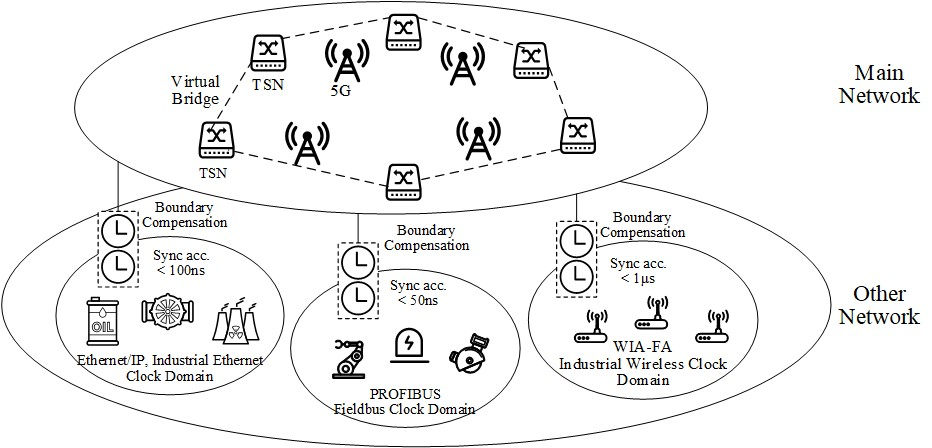 Virtual
Bridge
TSN
5G
TSN
Main
Network
Boundary
Compensation
Sync acc.
< 100ns
OIL
Ethernet/IP, Industrial Ethernet
Clock Domain
Boundary
Compensation
Sync acc.
< 50ns
PROFIBUS
Fieldbus Clock Domain
Boundary
Compensation
Sync acc.
< 1μs
WIA-FA
Industrial Wireless Clock
Domain
Other
Network